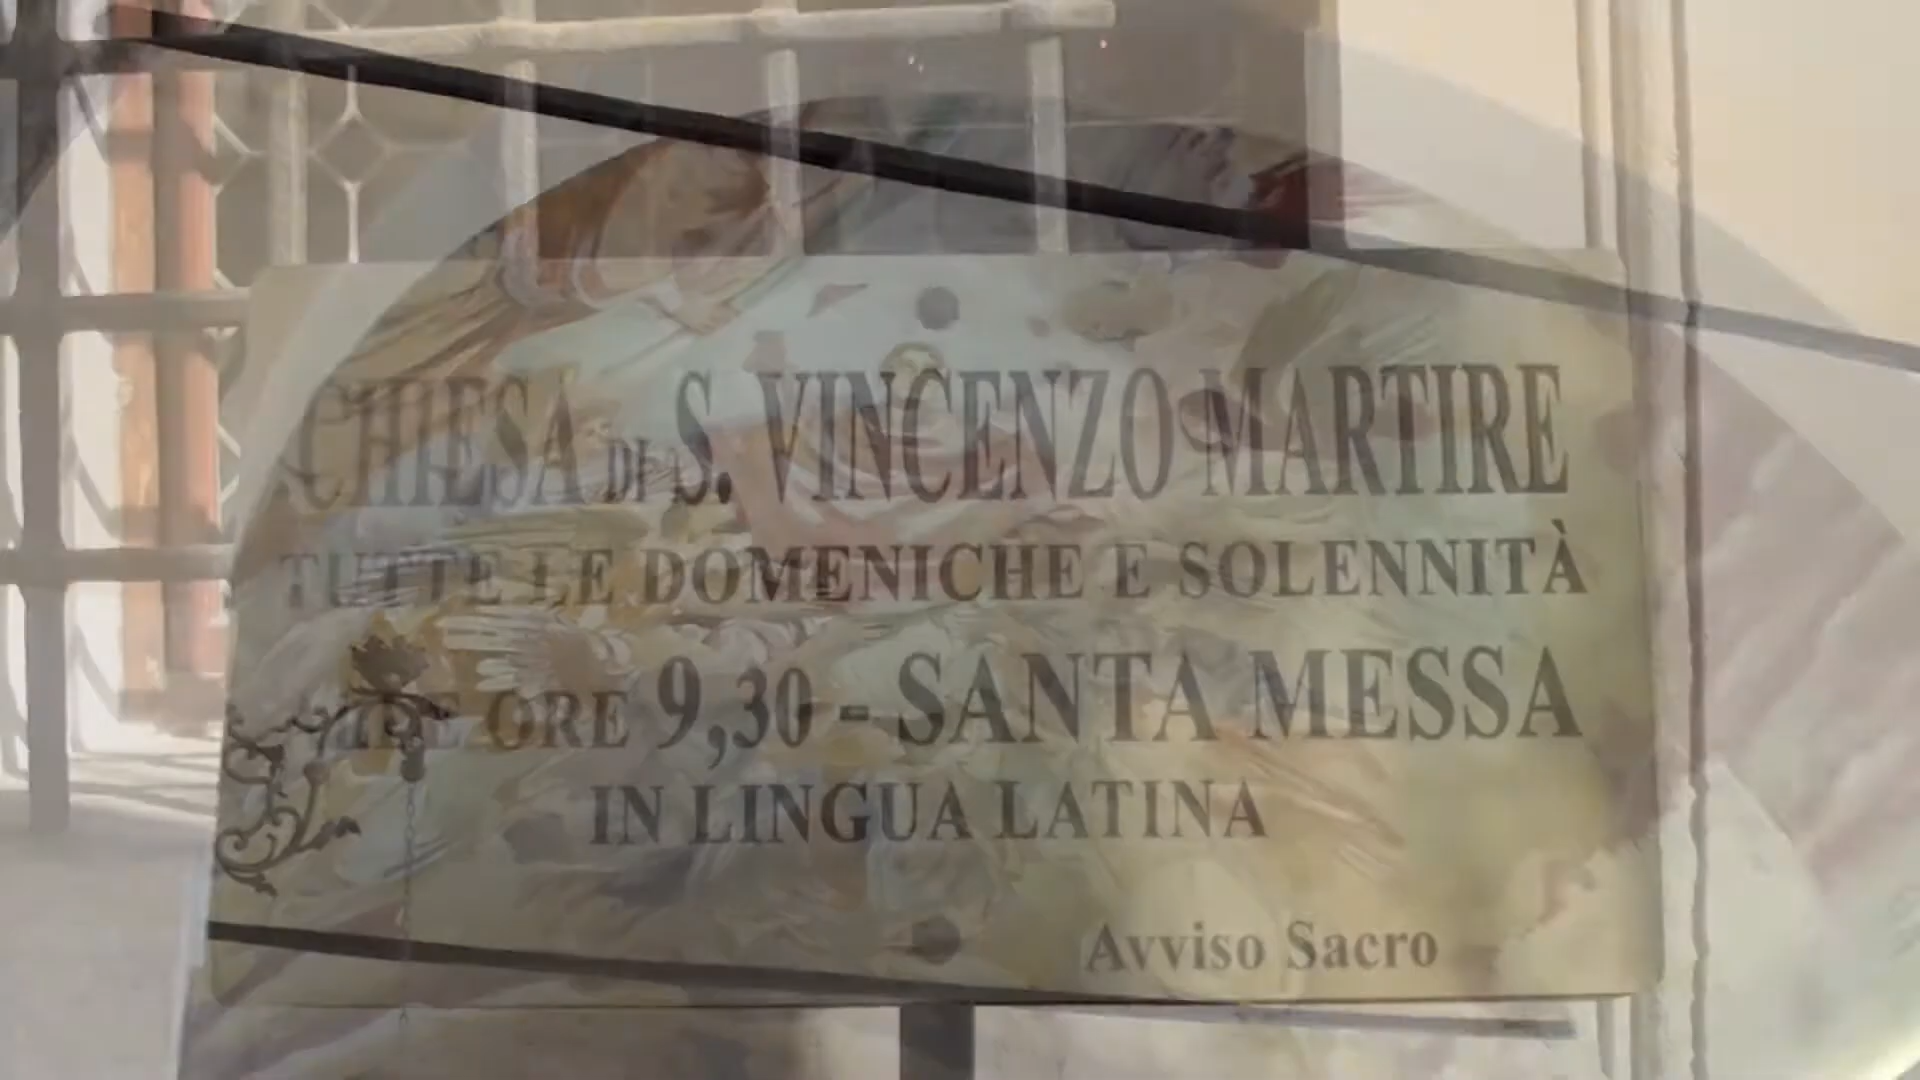 CHIESA DI S. VINCENZO MARTIRE
TUTTE LE DOMENICHE E SOLENNITÀ
ORE 9,30 - SANTA MESSA
IN LINGUA LATINA
Avviso Sacro